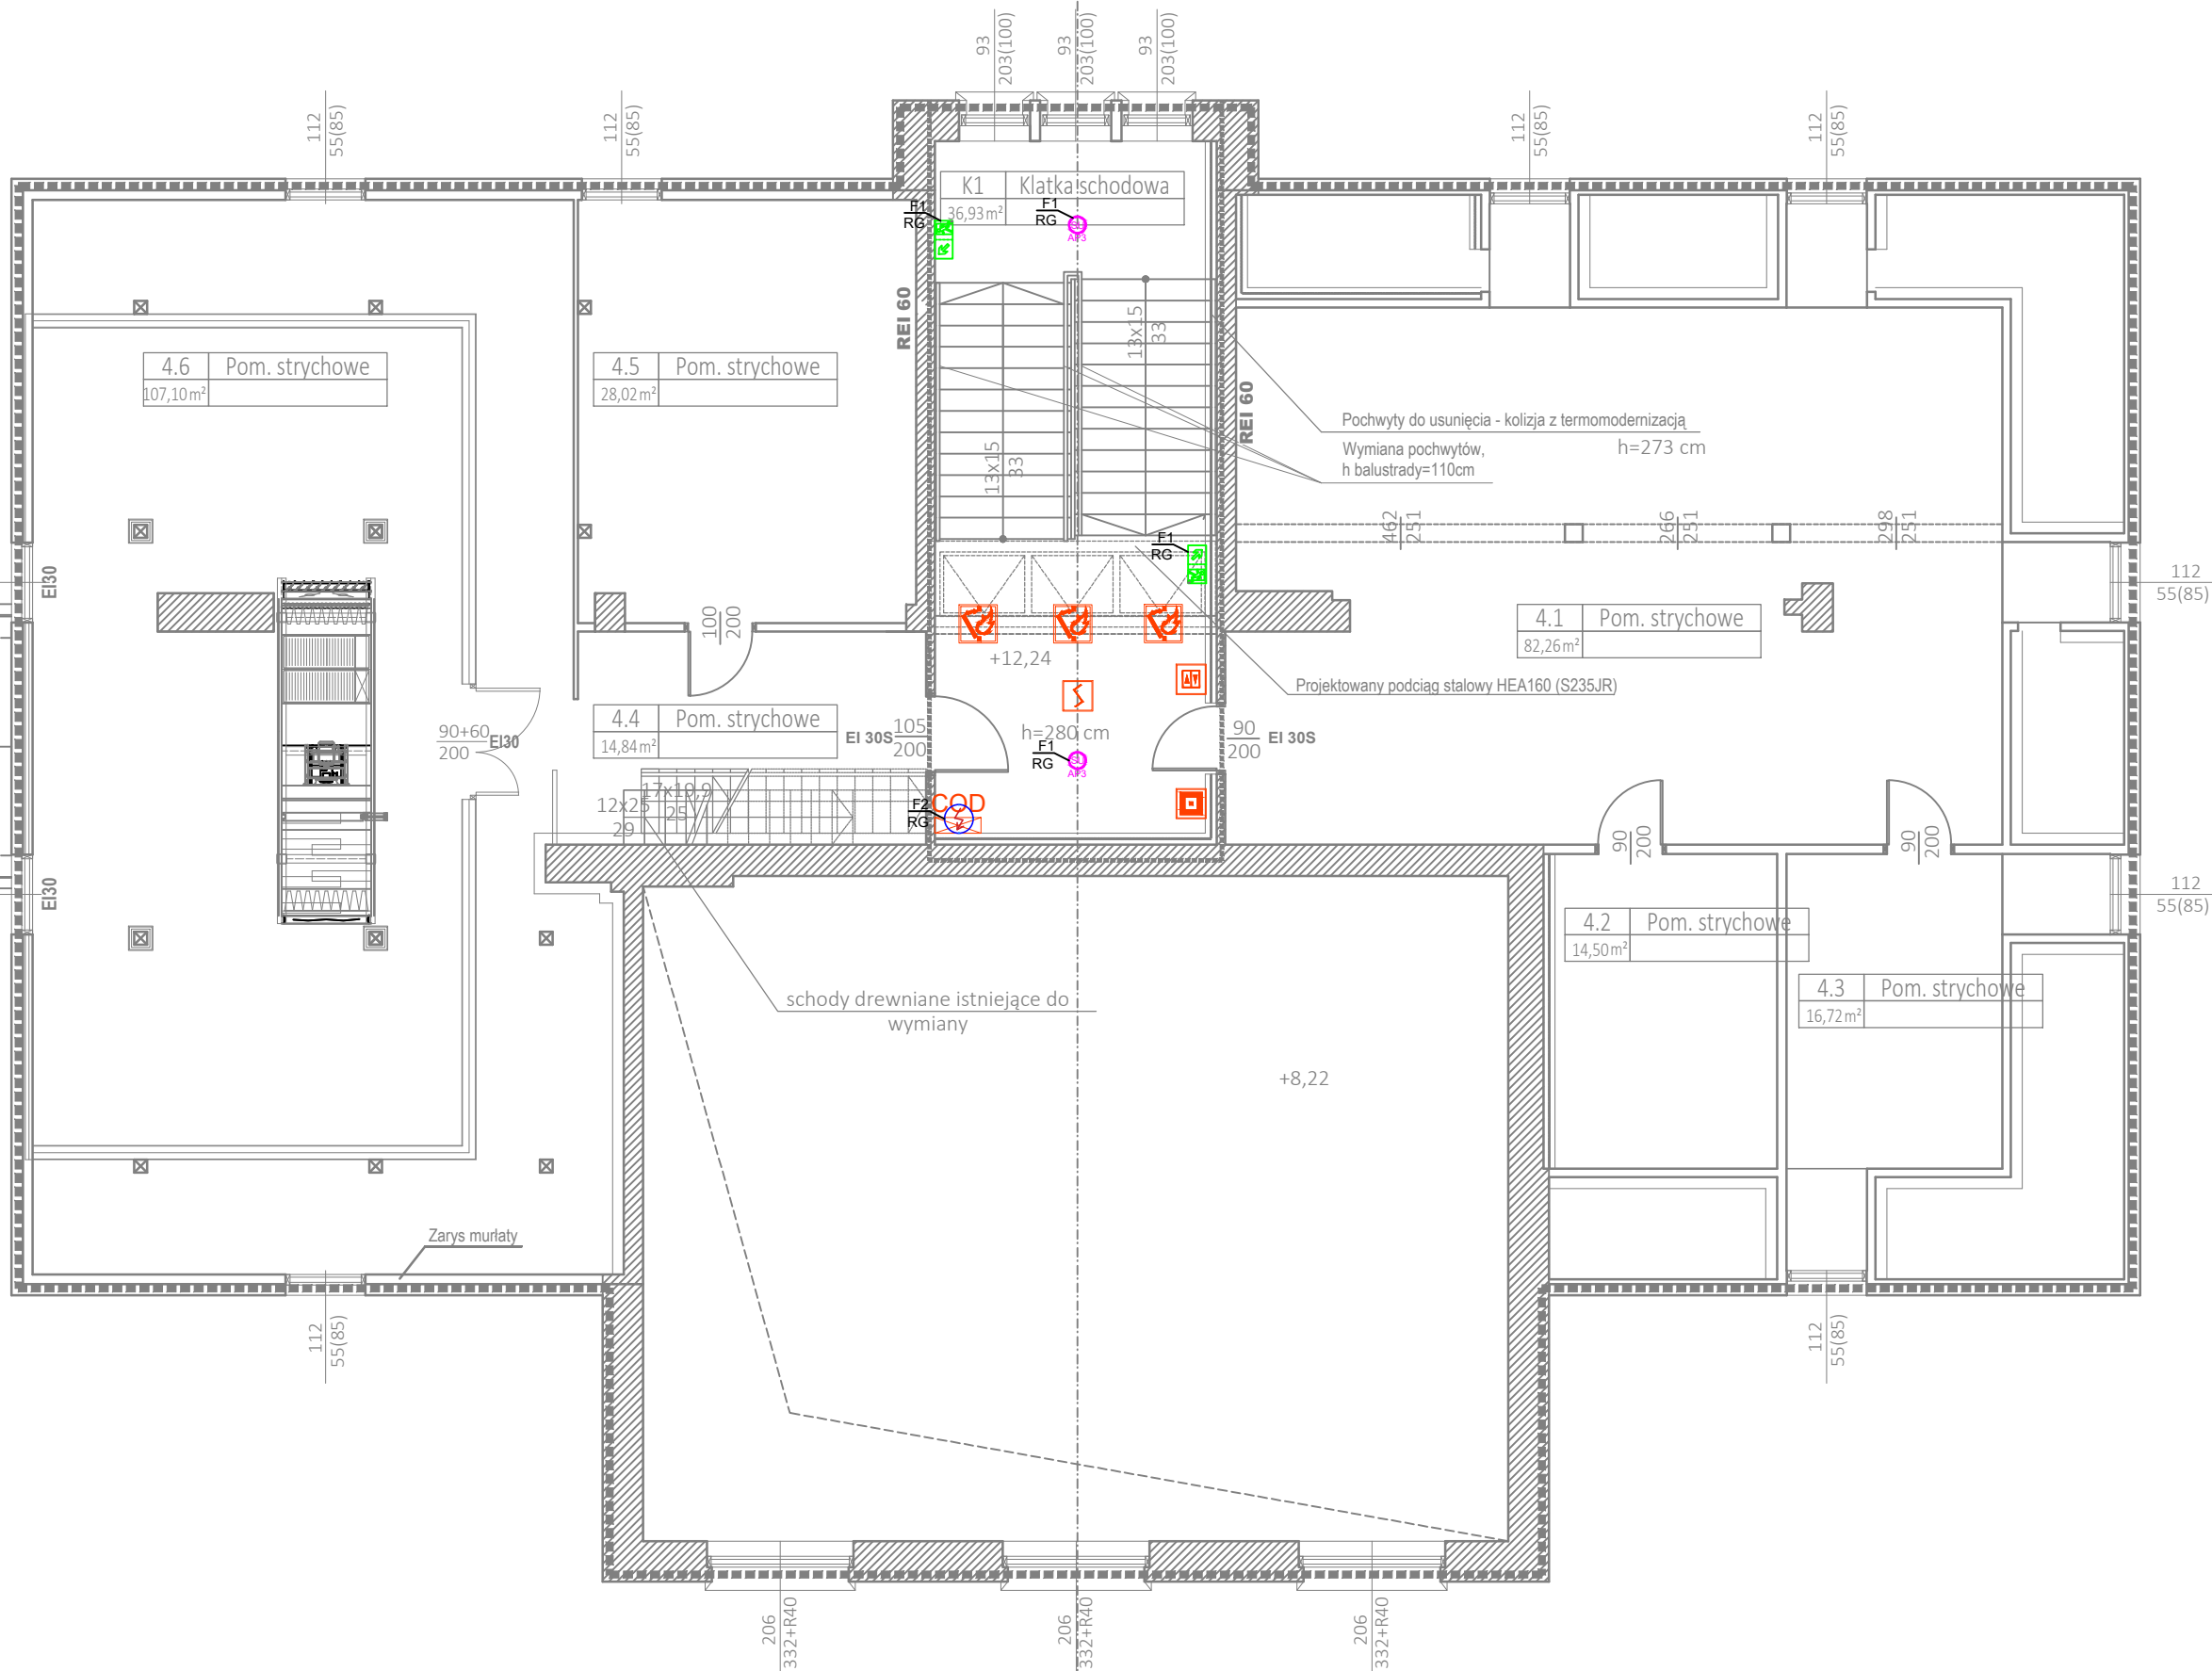 93
203(100)
93
203(100)
93
203(100)
112
55(85)
112
55(85)
112
55(85)
112
55(85)
K1 Klatka schodowa
36,93m²
F1
RG
F1
RG
AP3
REI 60
13x15
33
4.6 Pom. strychowe
107,10m²
4.5 Pom. strychowe
28,02m²
REI 60
Pochwyty do usunięcia - kolizja z termomodernizacją
Wymiana pochwytów,
h balustrady=110cm
h=273 cm
13x15
33
462
251
266
251
298
251
F1
RG
EI30
112
55(85)
100
200
4.1 Pom. strychowe
82,26m²
+12,24
Projektowany podciąg stalowy HEA160 (S235JR)
4.4 Pom. strychowe
14,84m²
90+60
200
EI30
EI 30S
105
200
h=280 cm
90
200
EI 30S
F1
RG
AP3
17x19,9
25
12x25
29
F2
RG
COD
90
200
90
200
EI30
112
55(85)
4.2 Pom. strychowe
14,50m²
4.3 Pom. strychowe
16,72m²
schody drewniane istniejące do
wymiany
+8,22
Zarys murłaty
112
55(85)
112
55(85)
206
332+R40
206
332+R40
206
332+R40